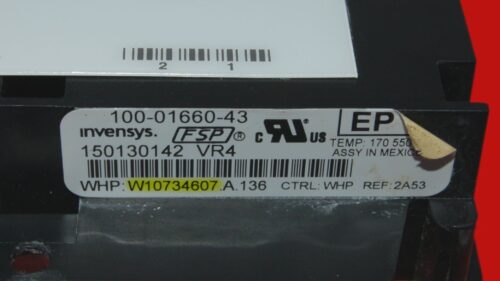 2 1
100-01660-43
invensys. FSP® c RU us EP
150130142 VR4 TEMP: 170 550
ASSY IN MEXICO
WHP: W10734607.A.136 CTRL: WHP REF: 2A53